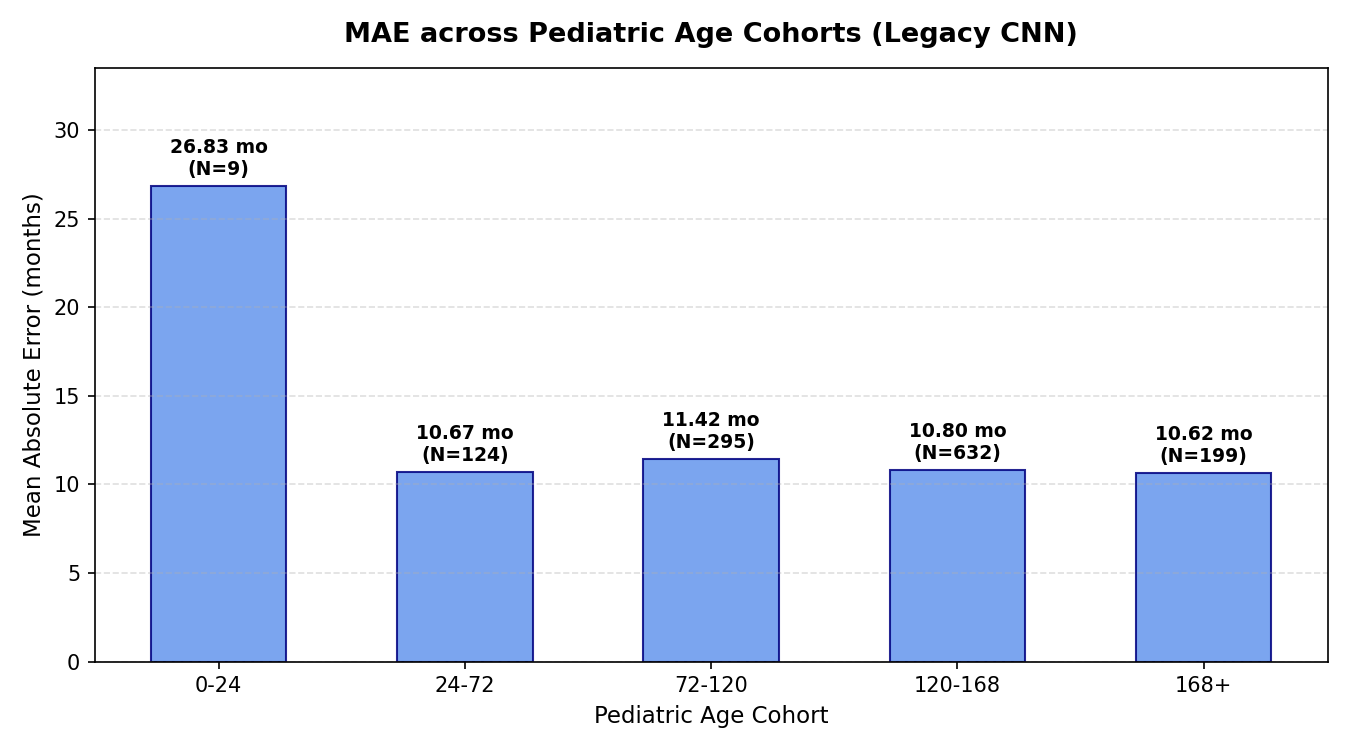 MAE across Pediatric Age Cohorts (Legacy CNN)
Mean Absolute Error (months)
30
25
20
15
10
5
0
26.83 mo
(N=9)
10.67 mo
(N=124)
11.42 mo
(N=295)
10.80 mo
(N=632)
10.62 mo
(N=199)
0-24
24-72
72-120
120-168
168+
Pediatric Age Cohort